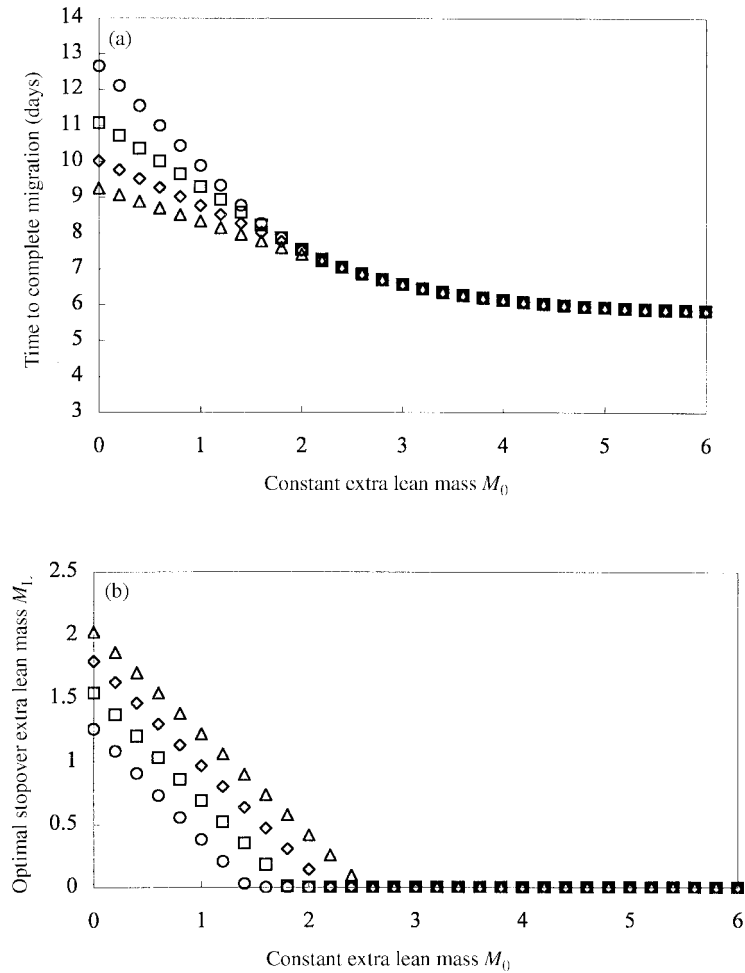 (a)
Time to complete migration (days)
14
13
12
11
10
9
8
7
6
5
4
3
0 1 2 3 4 5 6
Constant extra lean mass M0
(b)
Optimal stopover extra lean mass ML
2.5
2
1.5
1
0.5
0
0 1 2 3 4 5 6
Constant extra lean mass M0